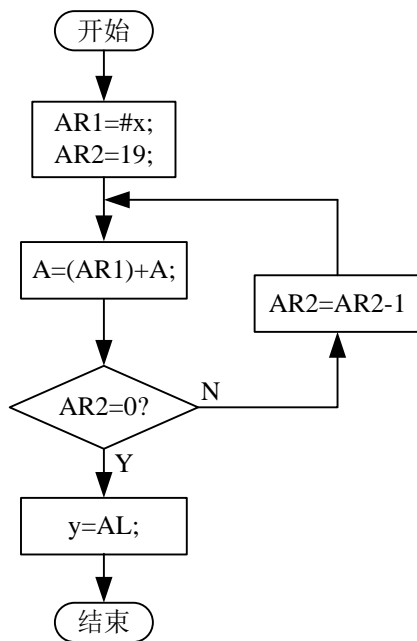 开始
AR1=#x;
AR2=19;
A=(AR1)+A;
AR2=AR2-1
AR2=0?
N
Y
y=AL;
结束